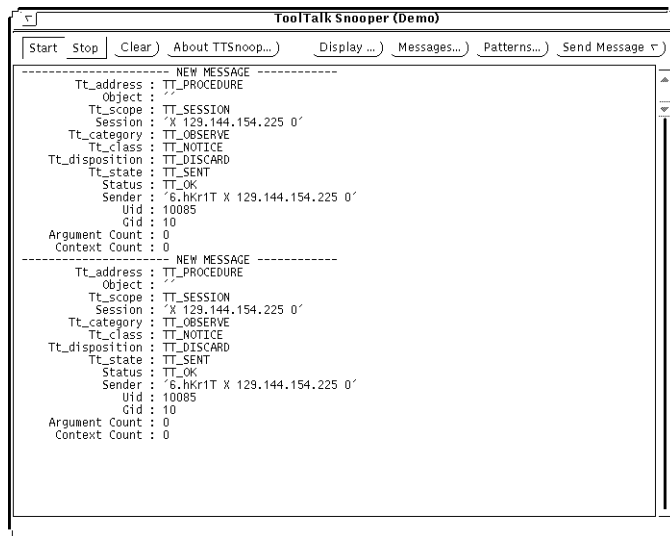 ToolTalk Snooper (Demo)
Start Stop Clear About TTSnoop... Display ... Messages... Patterns... Send Message
---------------------- NEW MESSAGE ------------
Tt_address : TT_PROCEDURE
Object : ´´
Tt_scope : TT_SESSION
Session : ´X 129.144.154.225 0´
Tt_category : TT_OBSERVE
Tt_class : TT_NOTICE
Tt_disposition : TT_DISCARD
Tt_state : TT_SENT
Status : TT_OK
Sender : ´6.hKr1T X 129.144.154.225 0´
Uid : 10085
Gid : 10
Argument Count : 0
Context Count : 0
---------------------- NEW MESSAGE ------------
Tt_address : TT_PROCEDURE
Object : ´´
Tt_scope : TT_SESSION
Session : ´X 129.144.154.225 0´
Tt_category : TT_OBSERVE
Tt_class : TT_NOTICE
Tt_disposition : TT_DISCARD
Tt_state : TT_SENT
Status : TT_OK
Sender : ´6.hKr1T X 129.144.154.225 0´
Uid : 10085
Gid : 10
Argument Count : 0
Context Count : 0